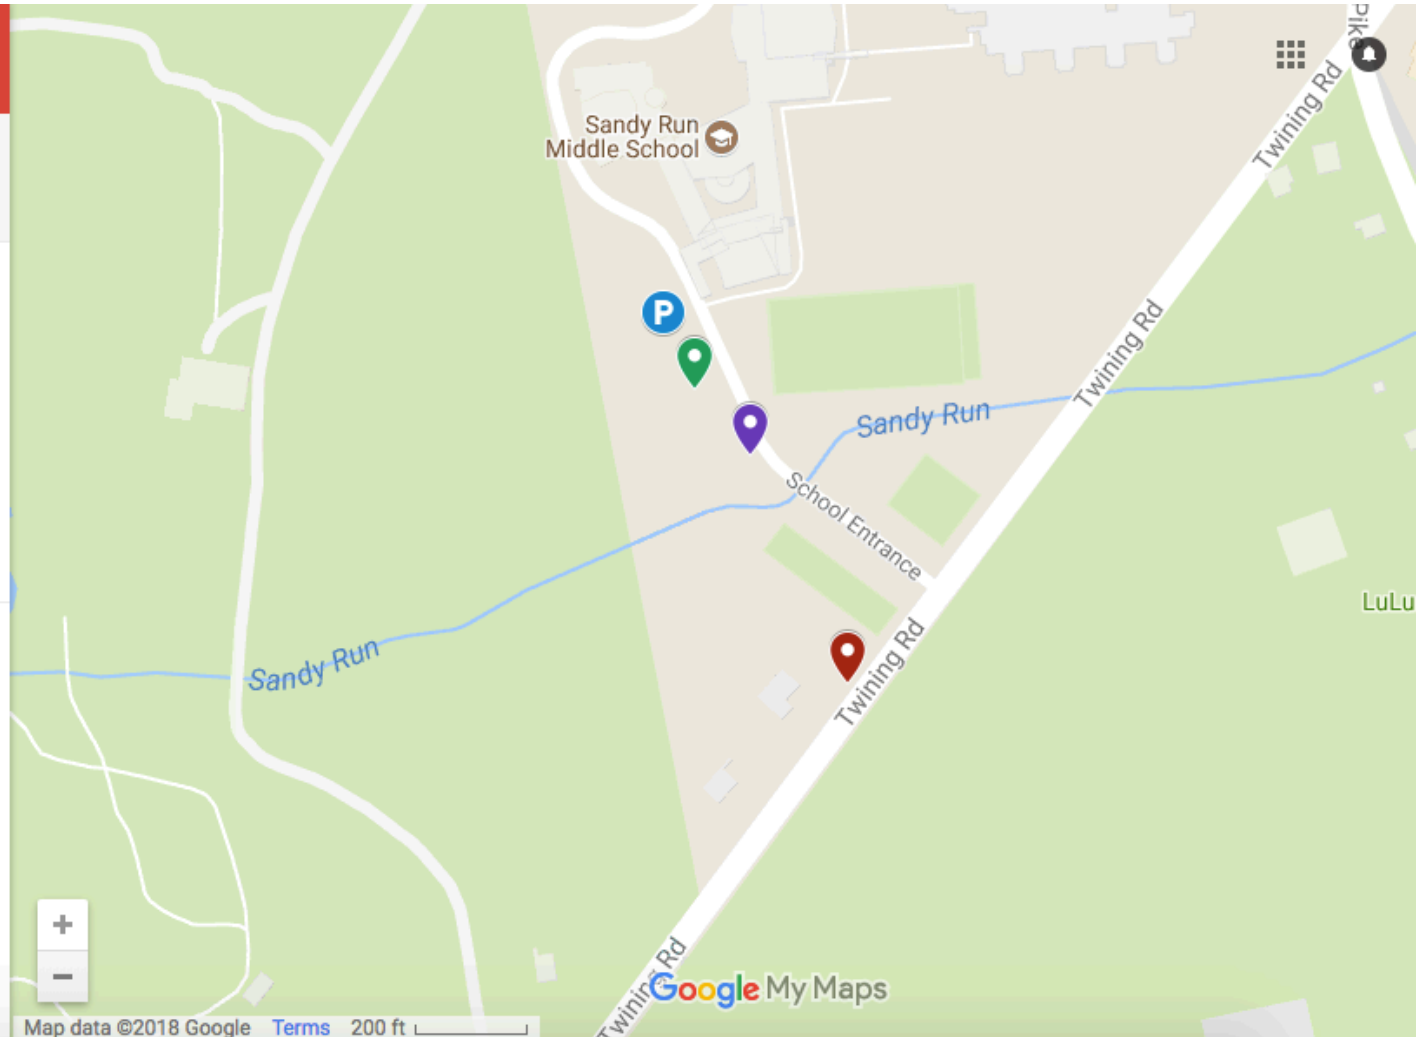 Pike
Twining Rd
Sandy Run
Middle School
P
Twining Rd
Sandy Run
School Entrance
LuLu
Twining Rd
Sandy Run
Twining Rd
+
Google My Maps
−
Map data ©2018 Google Terms 200 ft